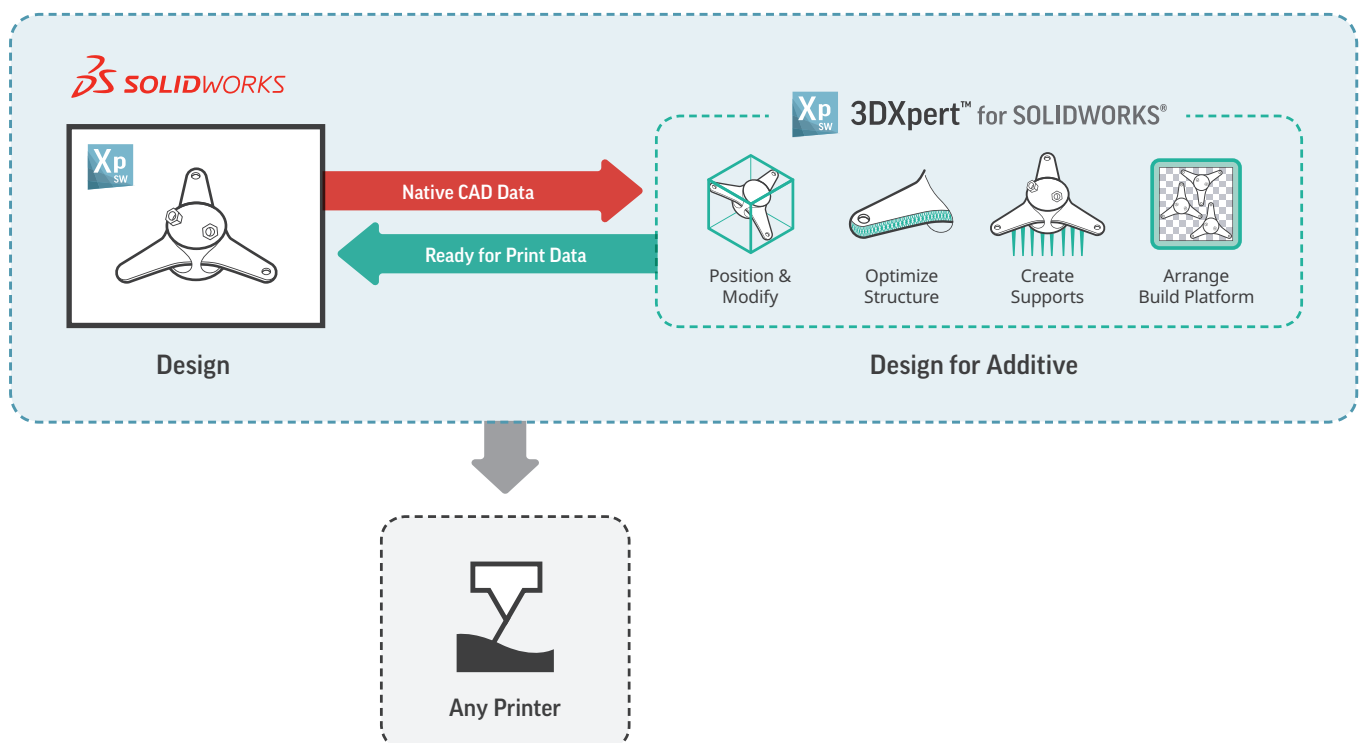 3S SOLIDWORKS
Xp
SW
3DXpert™ for SOLIDWORKS®
Xp
SW
Native CAD Data
Ready for Print Data
Position &
Modify
Optimize
Structure
Create
Supports
Arrange
Build Platform
Design
Design for Additive
Any Printer